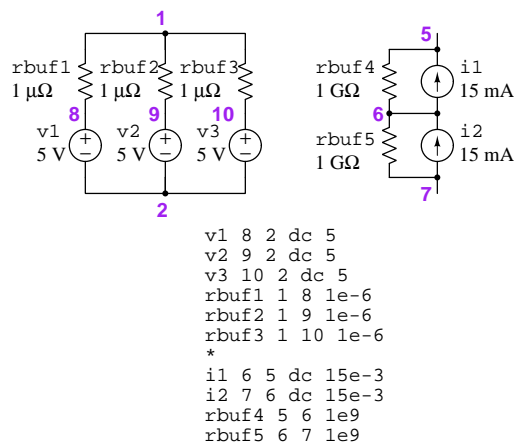 1
5
rbuf1 rbuf2 rbuf3
1 μΩ 1 μΩ 1 μΩ
8 9 10
v1 v2 v3
5 V 5 V 5 V
+ + +
− − −
2
rbuf4 i1
1 GΩ 15 mA
6
rbuf5 i2
1 GΩ 15 mA
7
v1 8 2 dc 5
v2 9 2 dc 5
v3 10 2 dc 5
rbuf1 1 8 1e-6
rbuf2 1 9 1e-6
rbuf3 1 10 1e-6
*
i1 6 5 dc 15e-3
i2 7 6 dc 15e-3
rbuf4 5 6 1e9
rbuf5 6 7 1e9